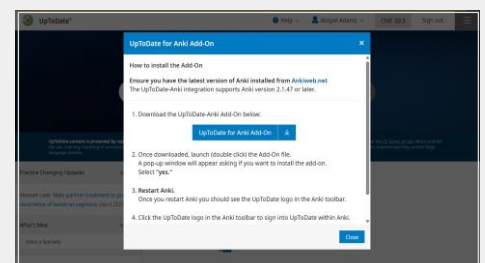 UpToDate®
Help
Abigail Adams
CME 20.5
Sign out
UpToDate for Anki Add-On
×
How to install the Add-On
Ensure you have the latest version of Anki installed from Ankiweb.net
The UpToDate-Anki integration supports Anki version 2.1.47 or later.
1. Download the UpToDate-Anki Add-On below:
UpToDate for Anki Add-On
2. Once downloaded, launch (double click) the Add-On file.
A pop-up window will appear asking if you want to install the add-on.
Select "yes."
3. Restart Anki.
Once you restart Anki you should see the UpToDate logo in the Anki toolbar.
4. Click the UpToDate logo in the Anki toolbar to sign into UpToDate within Anki.
Close
Practice Changing Updates
What's New